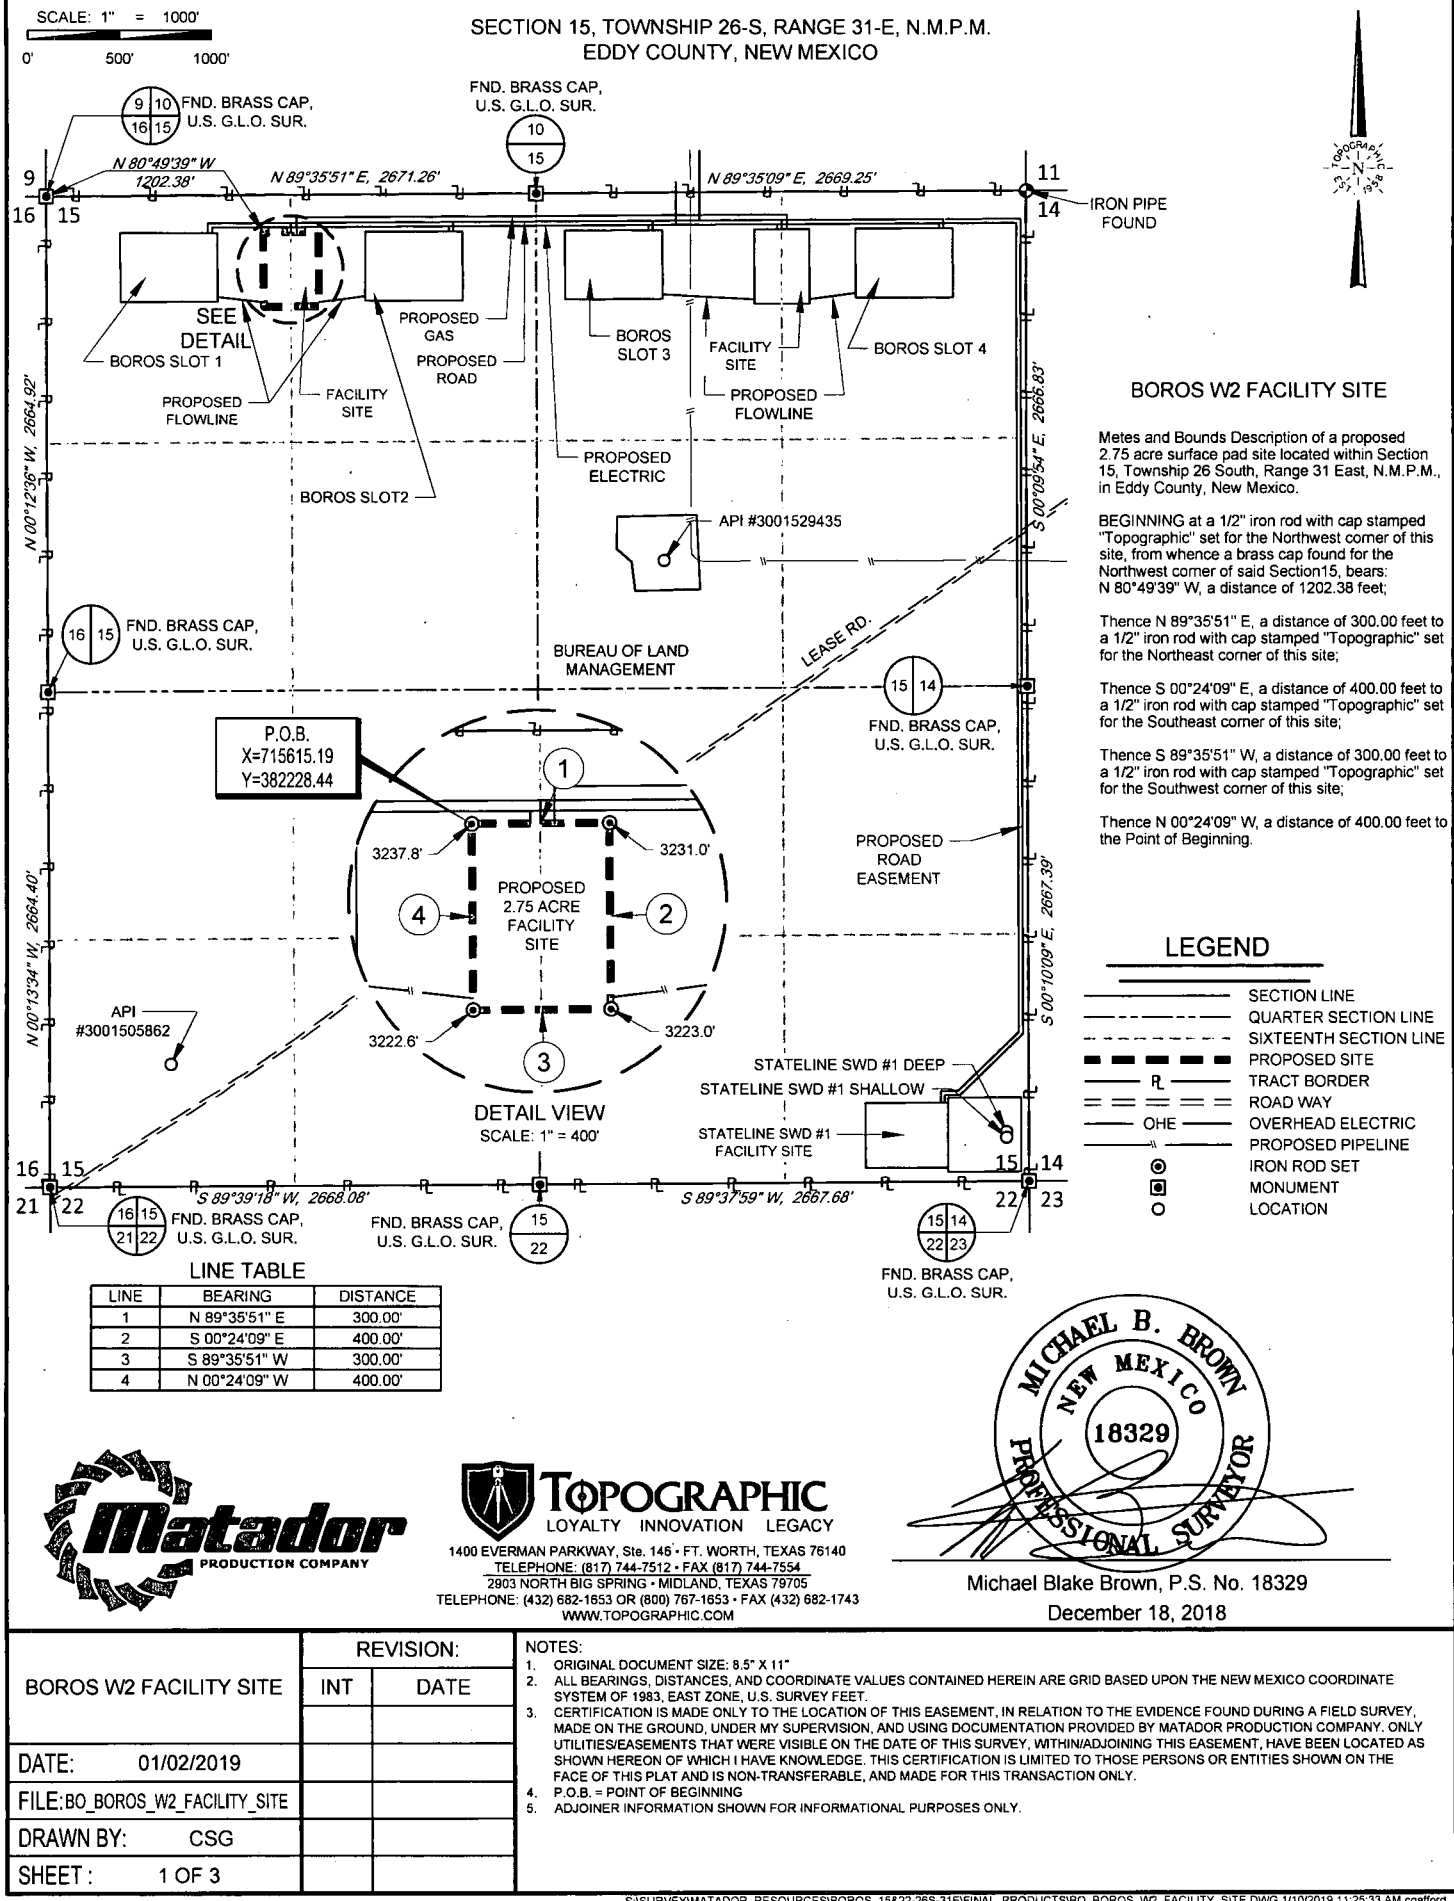 SCALE: 1" = 1000'
0' 500' 1000'
SECTION 15, TOWNSHIP 26-S, RANGE 31-E, N.M.P.M.
EDDY COUNTY, NEW MEXICO
9 10
16 15
FND. BRASS CAP,
U.S. G.L.O. SUR.
FND. BRASS CAP,
U.S. G.L.O. SUR.
10
15
TOPOGRAPHIC
N
EST. 1958
9
16 15
N 80°49'39" W
1202.38'
N 89°35'51" E, 2671.26'
N 89°35'09" E, 2669.25'
11
14
IRON PIPE
FOUND
SEE
DETAIL
BOROS SLOT 1
PROPOSED
FLOWLINE
FACILITY
SITE
PROPOSED
GAS
PROPOSED
ROAD
BOROS SLOT2
PROPOSED
ELECTRIC
BOROS
SLOT 3
FACILITY
SITE
PROPOSED
FLOWLINE
BOROS SLOT 4
N 00°12'36" W, 2664.92'
S 00°09'54" E, 2666.83'
API #3001529435
16 15
FND. BRASS CAP,
U.S. G.L.O. SUR.
BUREAU OF LAND
MANAGEMENT
LEASE RD.
15 14
FND. BRASS CAP,
U.S. G.L.O. SUR.
P.O.B.
X=715615.19
Y=382228.44
1
3237.8'
3231.0'
PROPOSED
2.75 ACRE
FACILITY
SITE
4
2
3222.6'
3223.0'
3
DETAIL VIEW
SCALE: 1" = 400'
PROPOSED
ROAD
EASEMENT
N 00°13'34" W, 2664.40'
S 00°10'09" E, 2667.39'
API
#3001505862
STATELINE SWD #1 DEEP
STATELINE SWD #1 SHALLOW
STATELINE SWD #1
FACILITY SITE
16 15
21 22
S 89°39'18" W, 2668.08'
S 89°37'59" W, 2667.68'
15 14
22 23
16 15
21 22
FND. BRASS CAP,
U.S. G.L.O. SUR.
FND. BRASS CAP,
U.S. G.L.O. SUR.
15
22
15 14
22 23
FND. BRASS CAP,
U.S. G.L.O. SUR.
BOROS W2 FACILITY SITE
Metes and Bounds Description of a proposed
2.75 acre surface pad site located within Section
15, Township 26 South, Range 31 East, N.M.P.M.,
in Eddy County, New Mexico.
BEGINNING at a 1/2" iron rod with cap stamped
"Topographic" set for the Northwest corner of this
site, from whence a brass cap found for the
Northwest corner of said Section15, bears:
N 80°49'39" W, a distance of 1202.38 feet;
Thence N 89°35'51" E, a distance of 300.00 feet to
a 1/2" iron rod with cap stamped "Topographic" set
for the Northeast corner of this site;
Thence S 00°24'09" E, a distance of 400.00 feet to
a 1/2" iron rod with cap stamped "Topographic" set
for the Southeast corner of this site;
Thence S 89°35'51" W, a distance of 300.00 feet to
a 1/2" iron rod with cap stamped "Topographic" set
for the Southwest corner of this site;
Thence N 00°24'09" W, a distance of 400.00 feet to
the Point of Beginning.
LEGEND
SECTION LINE
QUARTER SECTION LINE
SIXTEENTH SECTION LINE
PROPOSED SITE
TRACT BORDER
ROAD WAY
OHE OVERHEAD ELECTRIC
PROPOSED PIPELINE
IRON ROD SET
MONUMENT
LOCATION
LINE TABLE
LINE BEARING DISTANCE
1 N 89°35'51" E 300.00'
2 S 00°24'09" E 400.00'
3 S 89°35'51" W 300.00'
4 N 00°24'09" W 400.00'
Matador
PRODUCTION COMPANY
TOPOGRAPHIC
LOYALTY INNOVATION LEGACY
1400 EVERMAN PARKWAY, Ste. 146 • FT. WORTH, TEXAS 76140
TELEPHONE: (817) 744-7512 • FAX (817) 744-7554
2903 NORTH BIG SPRING • MIDLAND, TEXAS 79705
TELEPHONE: (432) 682-1653 OR (800) 767-1653 • FAX (432) 682-1743
WWW.TOPOGRAPHIC.COM
MICHAEL B. BROWN
NEW MEXICO
18329
PROFESSIONAL SURVEYOR
Michael Blake Brown, P.S. No. 18329
December 18, 2018
BOROS W2 FACILITY SITE
REVISION:
INT DATE
DATE: 01/02/2019
FILE:BO_BOROS_W2_FACILITY_SITE
DRAWN BY: CSG
SHEET : 1 OF 3
NOTES:
1. ORIGINAL DOCUMENT SIZE: 8.5" X 11"
2. ALL BEARINGS, DISTANCES, AND COORDINATE VALUES CONTAINED HEREIN ARE GRID BASED UPON THE NEW MEXICO COORDINATE
SYSTEM OF 1983, EAST ZONE, U.S. SURVEY FEET.
3. CERTIFICATION IS MADE ONLY TO THE LOCATION OF THIS EASEMENT, IN RELATION TO THE EVIDENCE FOUND DURING A FIELD SURVEY,
MADE ON THE GROUND, UNDER MY SUPERVISION, AND USING DOCUMENTATION PROVIDED BY MATADOR PRODUCTION COMPANY. ONLY
UTILITIES/EASEMENTS THAT WERE VISIBLE ON THE DATE OF THIS SURVEY, WITHIN/ADJOINING THIS EASEMENT, HAVE BEEN LOCATED AS
SHOWN HEREON OF WHICH I HAVE KNOWLEDGE. THIS CERTIFICATION IS LIMITED TO THOSE PERSONS OR ENTITIES SHOWN ON THE
FACE OF THIS PLAT AND IS NON-TRANSFERABLE, AND MADE FOR THIS TRANSACTION ONLY.
4. P.O.B. = POINT OF BEGINNING
5. ADJOINER INFORMATION SHOWN FOR INFORMATIONAL PURPOSES ONLY.